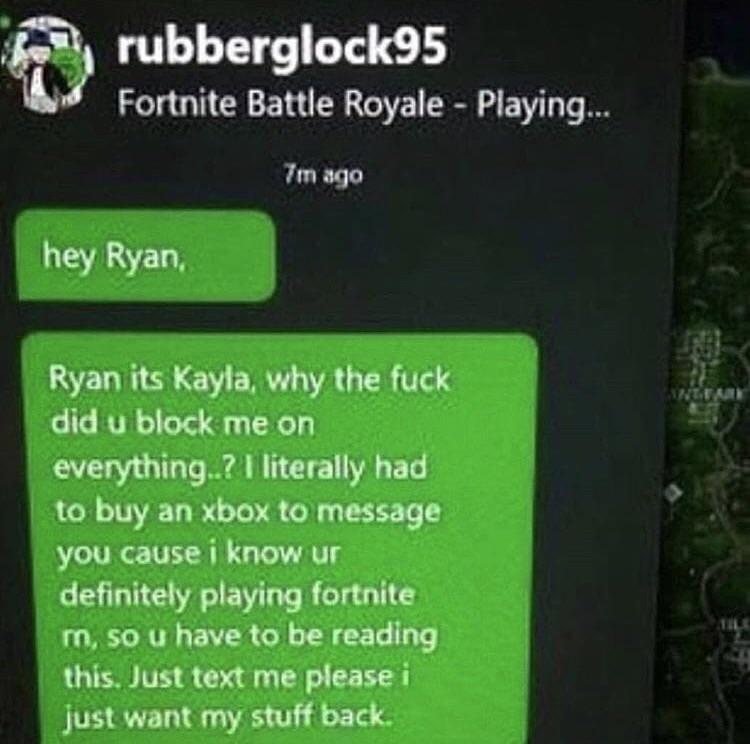 rubberglock95
Fortnite Battle Royale - Playing...
7m ago
hey Ryan,
Ryan its Kayla, why the fuck
did u block me on
everything..? I literally had
to buy an xbox to message
you cause i know ur
definitely playing fortnite
rn, so u have to be reading
this. Just text me please i
just want my stuff back.